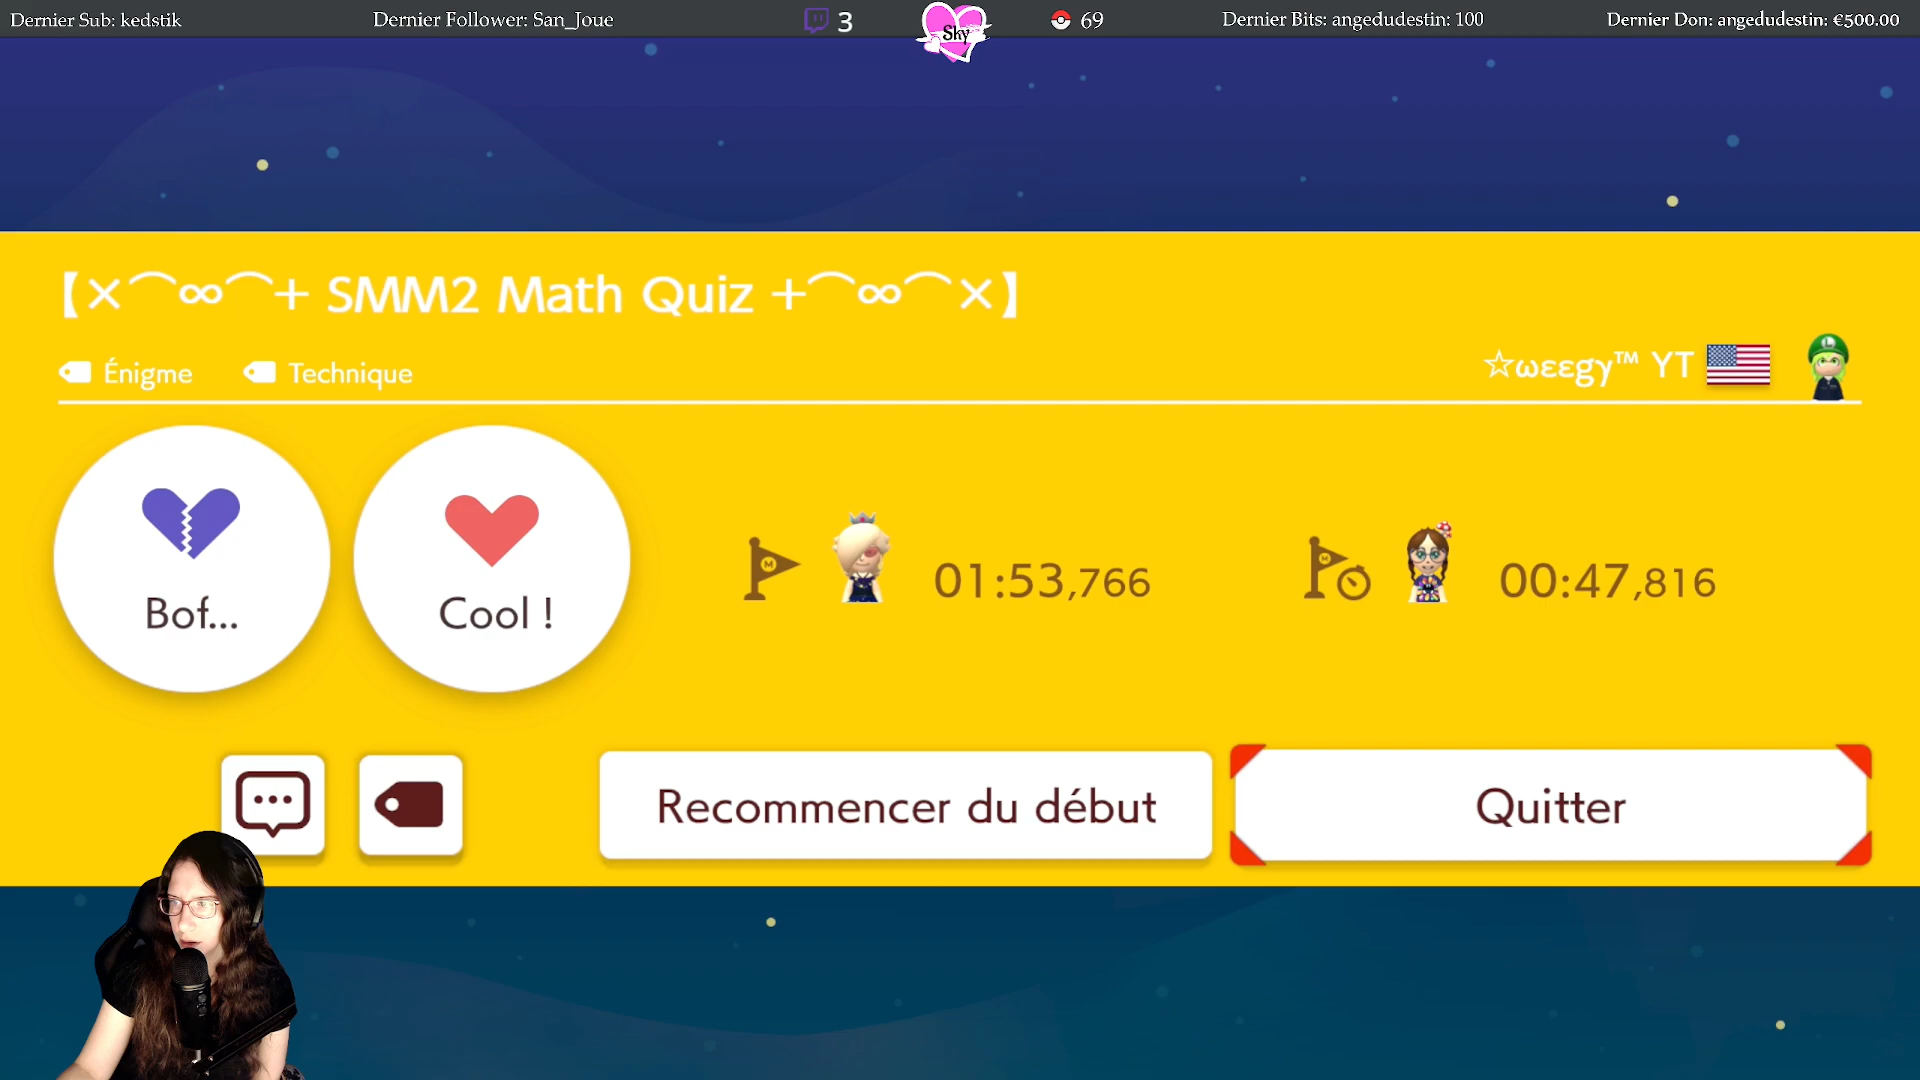 Dernier Sub: kedstik
Dernier Follower: San_Joue
3
Sky
69
Dernier Bits: angedudestin: 100
Dernier Don: angedudestin: €500.00
【×⌒∞⌒+ SMM2 Math Quiz +⌒∞⌒×】
Énigme
Technique
☆ωεεgγ™ YT
L
Bof...
Cool !
M
01:53,766
M
00:47,816
Recommencer du début
Quitter